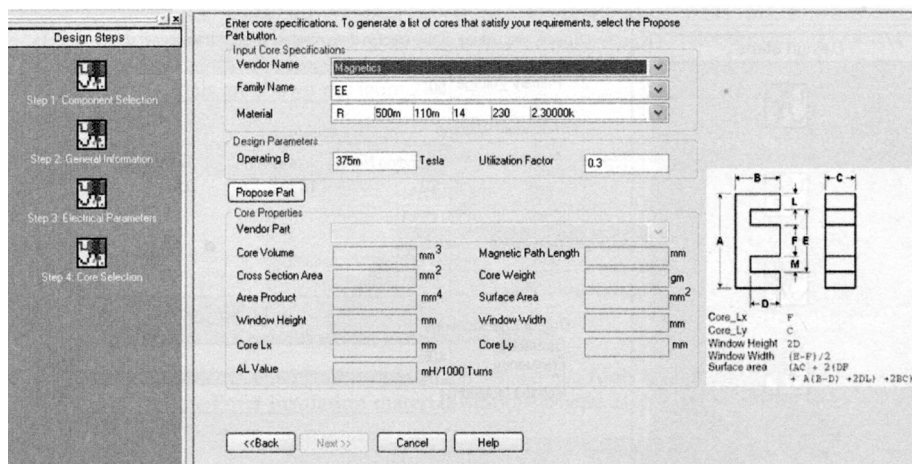 Design Steps
Step 1: Component Selection
Step 2: General Information
Step 3: Electrical Parameters
Step 4: Core Selection
Enter core specifications. To generate a list of cores that satisfy your requirements, select the Propose
Part button.
Input Core Specifications
Vendor Name Magnetics
Family Name EE
Material R 500m 110m 14 230 2.30000k
Design Parameters
Operating B 375m Tesla Utilization Factor 0.3
Propose Part
Core Properties
Vendor Part
Core Volume mm3 Magnetic Path Length mm
Cross Section Area mm2 Core Weight gm
Area Product mm4 Surface Area mm2
Window Height mm Window Width mm
Core Lx mm Core Ly mm
AL Value mH/1000 Turns
<<Back Next >> Cancel Help
B C
L
A F E
M
D
Core_Lx F
Core_Ly C
Window Height 2D
Window Width (E-F)/2
Surface area (AC + 2(DF
+ A(B-D) +2DL) +2BC)